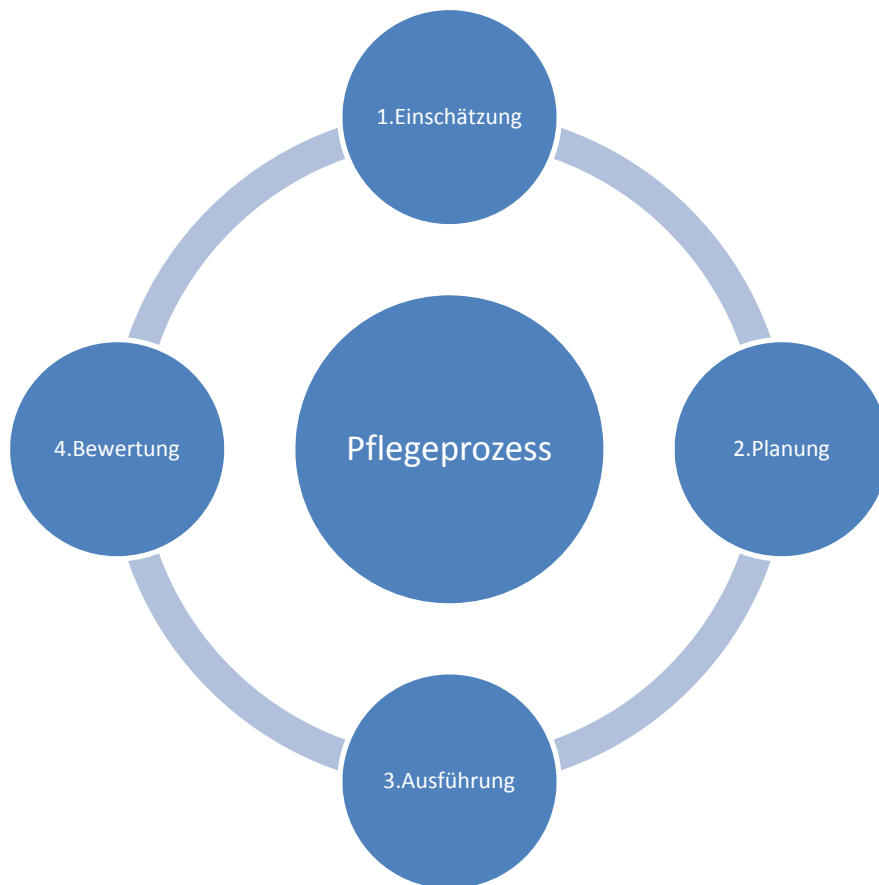 1.Einschätzung
Pflegeprozess
2.Planung
3.Ausführung
4.Bewertung